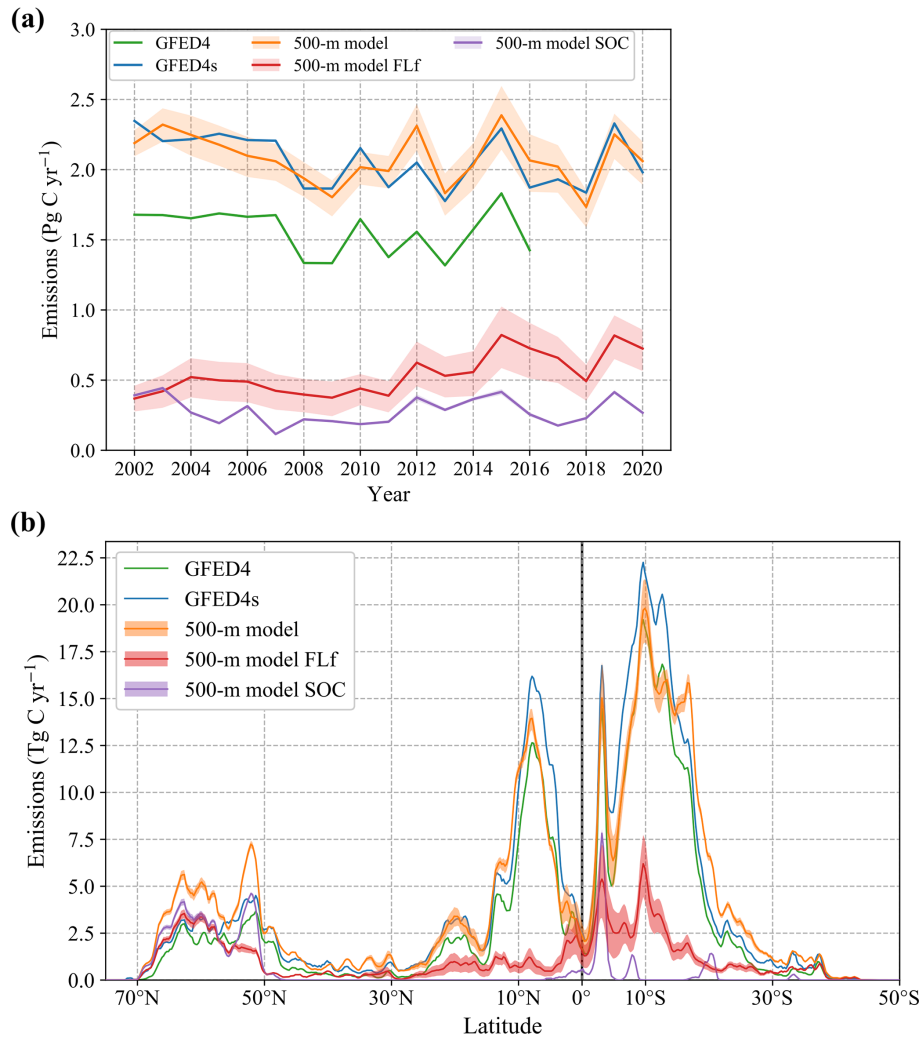 (a)
3.0
2.5
2.0
1.5
1.0
0.5
0.0
Emissions (Pg C yr⁻¹)
GFED4
GFED4s
500-m model
500-m model FLf
500-m model SOC
2002 2004 2006 2008 2010 2012 2014 2016 2018 2020
Year
(b)
22.5
20.0
17.5
15.0
12.5
10.0
7.5
5.0
2.5
0.0
Emissions (Tg C yr⁻¹)
GFED4
GFED4s
500-m model
500-m model FLf
500-m model SOC
70°N 50°N 30°N 10°N 0° 10°S 30°S 50°S
Latitude